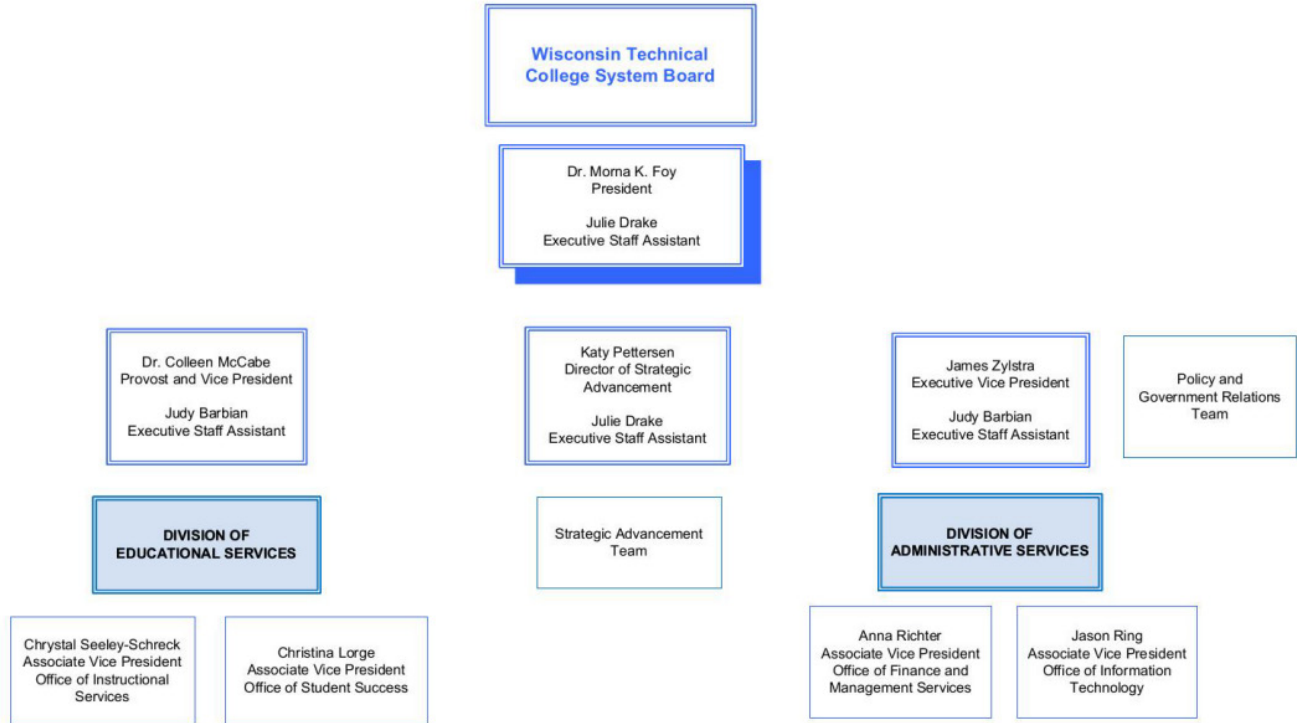 Wisconsin Technical
College System Board
Dr. Morna K. Foy
President
Julie Drake
Executive Staff Assistant
Dr. Colleen McCabe
Provost and Vice President
Judy Barbian
Executive Staff Assistant
Katy Pettersen
Director of Strategic
Advancement
Julie Drake
Executive Staff Assistant
James Zylstra
Executive Vice President
Judy Barbian
Executive Staff Assistant
Policy and
Government Relations
Team
DIVISION OF
EDUCATIONAL SERVICES
Strategic Advancement
Team
DIVISION OF
ADMINISTRATIVE SERVICES
Chrystal Seeley-Schreck
Associate Vice President
Office of Instructional
Services
Christina Lorge
Associate Vice President
Office of Student Success
Anna Richter
Associate Vice President
Office of Finance and
Management Services
Jason Ring
Associate Vice President
Office of Information
Technology